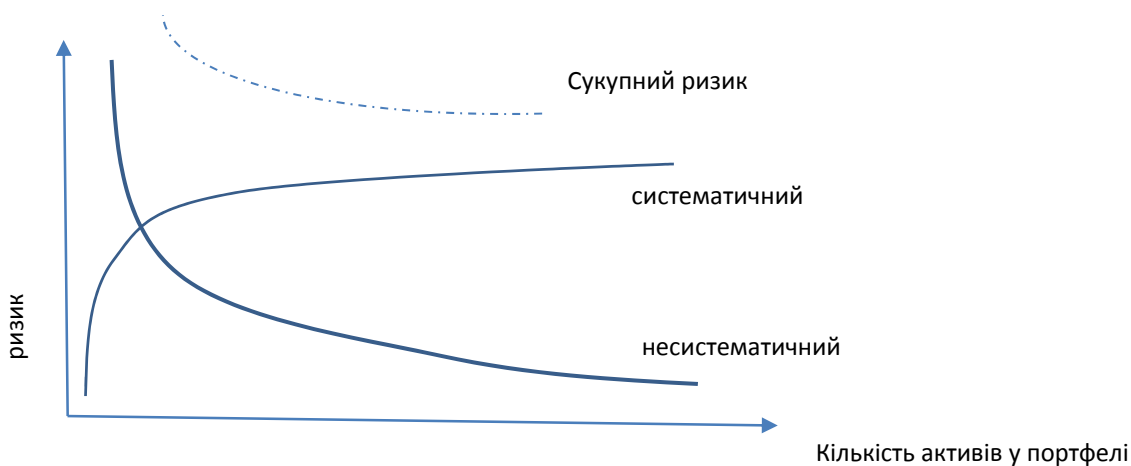 Сукупний ризик
систематичний
несистематичний
ризик
Кількість активів у портфелі